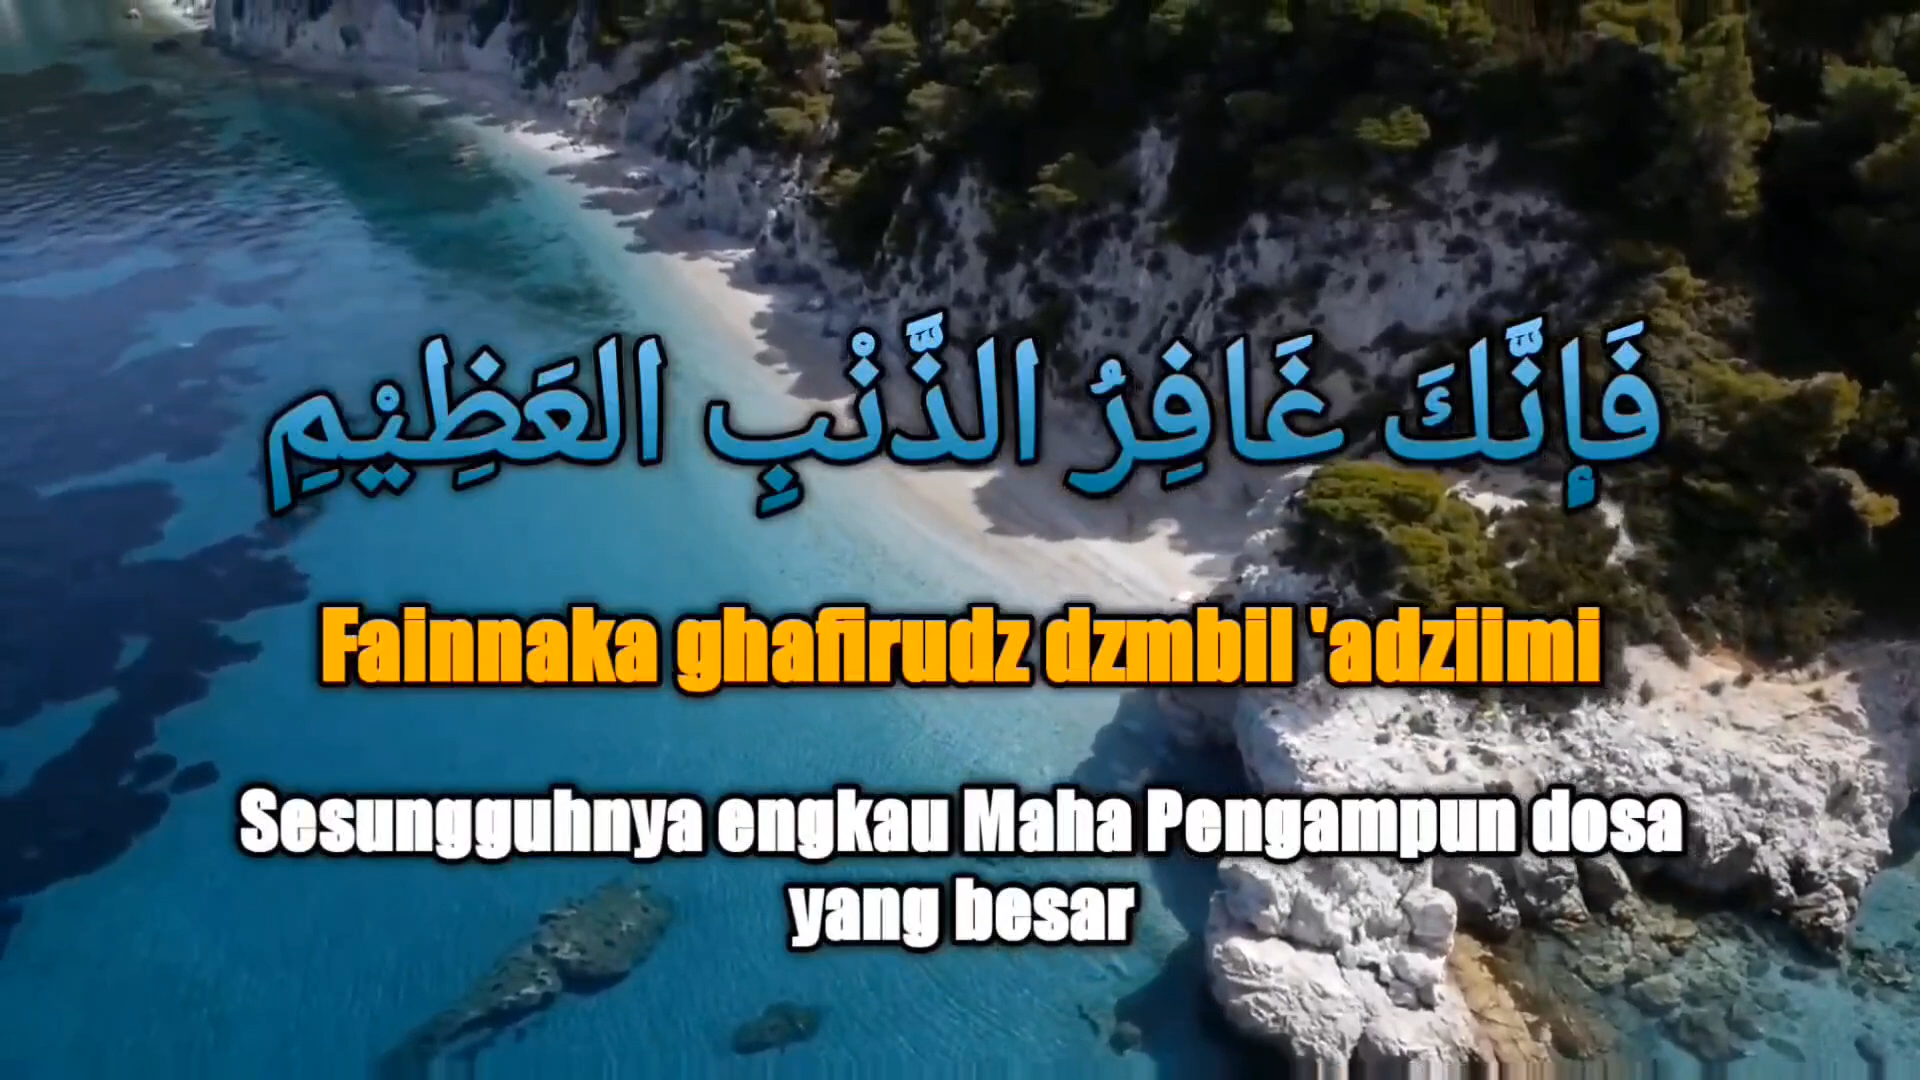 فَإِنَّكَ غَافِرُ الذَّنْبِ العَظِيْمِ
Fainnaka ghafirudz dzmbil 'adziimi
Sesungguhnya engkau Maha Pengampun dosa
yang besar